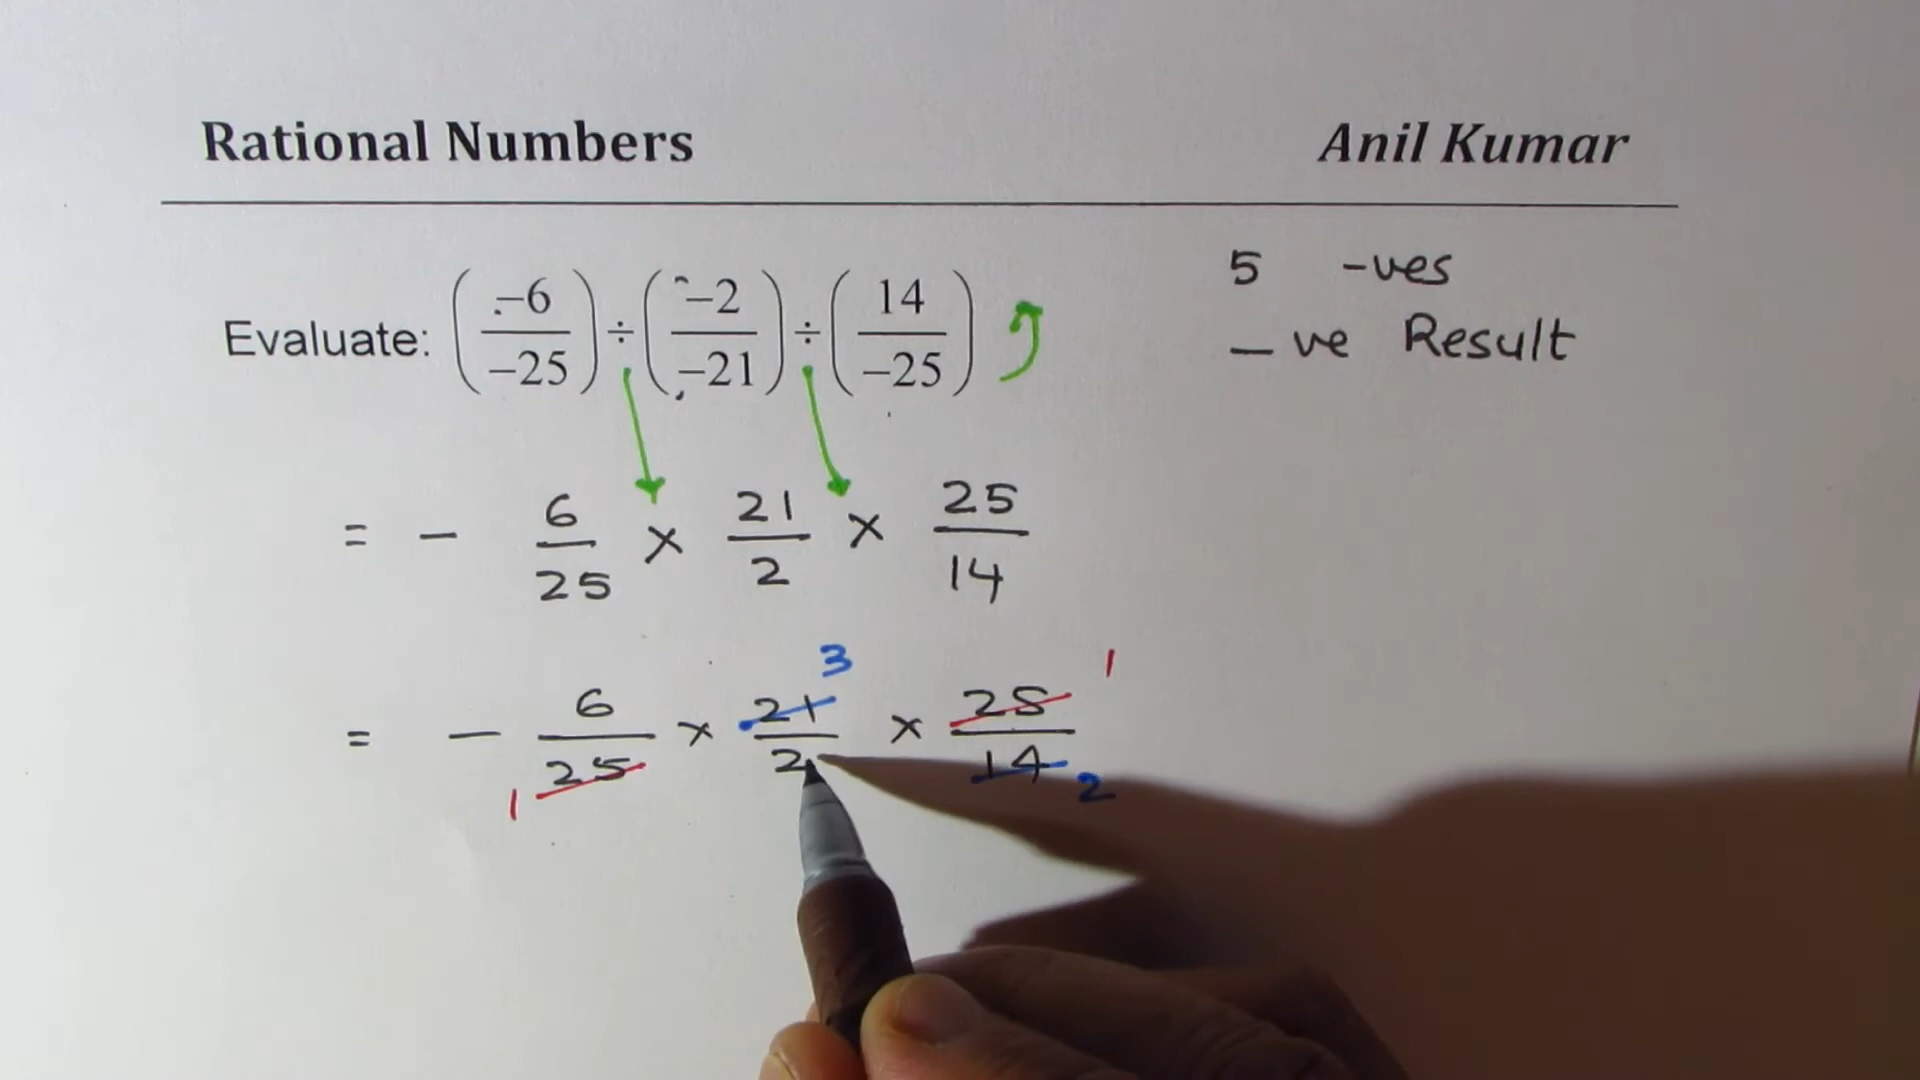 Rational Numbers Anil Kumar
5 -ves
Evaluate: (−6/−25) ÷ (−2/−21) ÷ (14/−25)
— ve Result
= − 6/25 × 21/2 × 25/14
3 1
= − 6/25 × 21/2 × 25/14
1 2